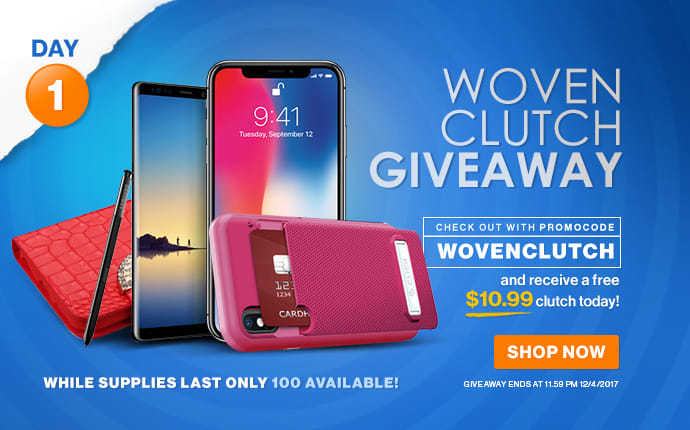 DAY
1
9:41
Tuesday, September 12
WOVEN
CLUTCH
GIVEAWAY
CHECK OUT WITH PROMOCODE
WOVENCLUTCH
and receive a free
$10.99 clutch today!
SHOP NOW
GIVEAWAY ENDS AT 11.59 PM 12/4/2017
1234
CARDH
WHILE SUPPLIES LAST ONLY 100 AVAILABLE!